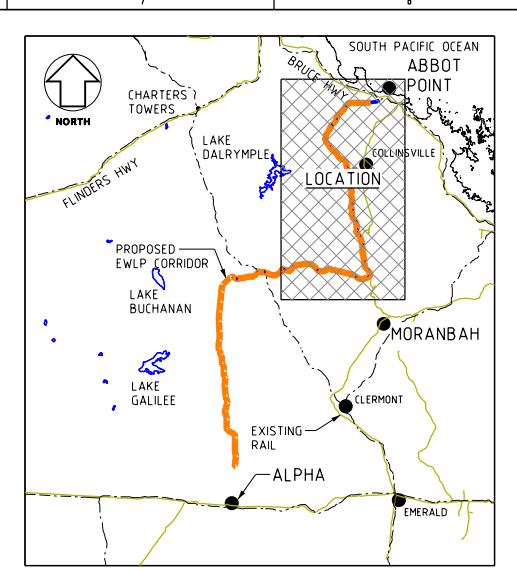 SOUTH PACIFIC OCEAN
BRUCE HWY
ABBOT
POINT
NORTH
CHARTERS
TOWERS
FLINDERS HWY
LAKE
DALRYMPLE
COLLINSVILLE
LOCATION
PROPOSED
EWLP CORRIDOR
LAKE
BUCHANAN
MORANBAH
LAKE
GALILEE
CLERMONT
EXISTING
RAIL
ALPHA
EMERALD